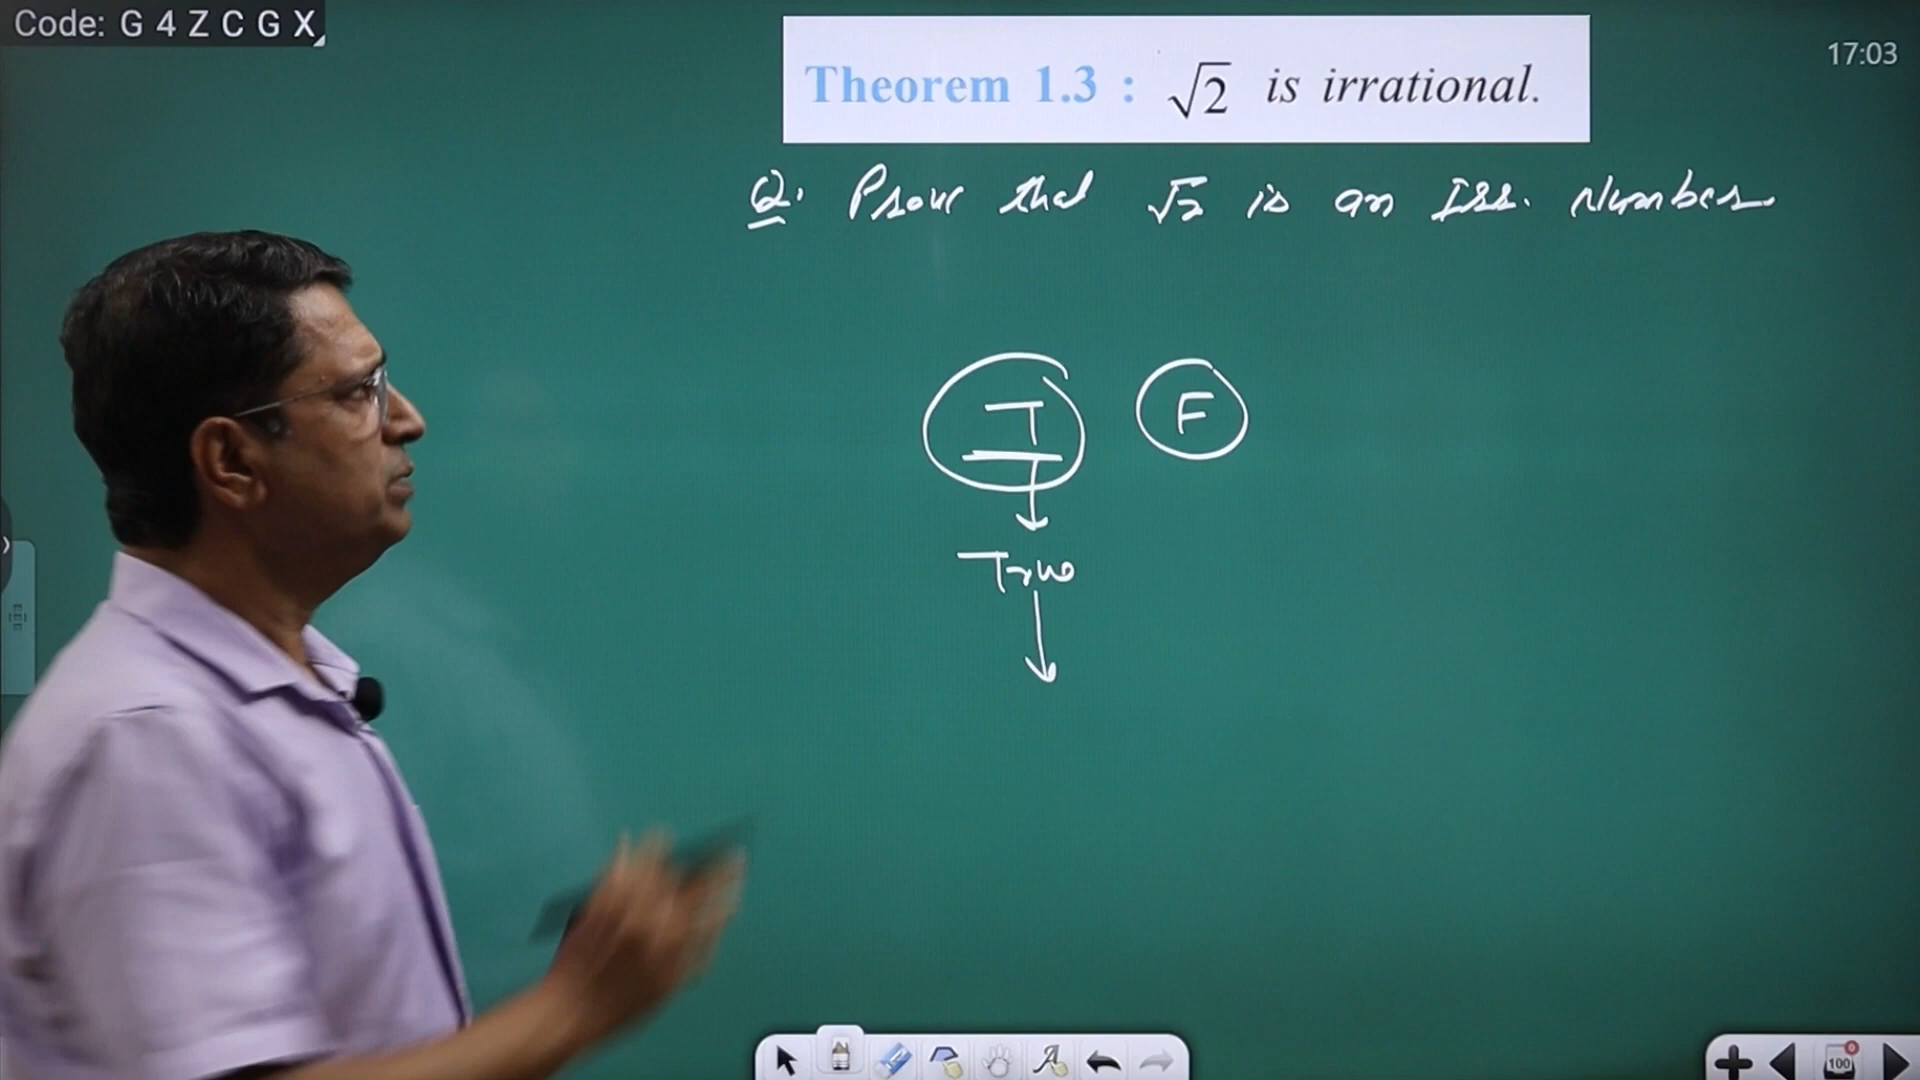 Code: G 4 Z C G X
17:03
Theorem 1.3 : √2 is irrational.
Q. Prove that √2 is an Irr. Number
T F
True
100
0